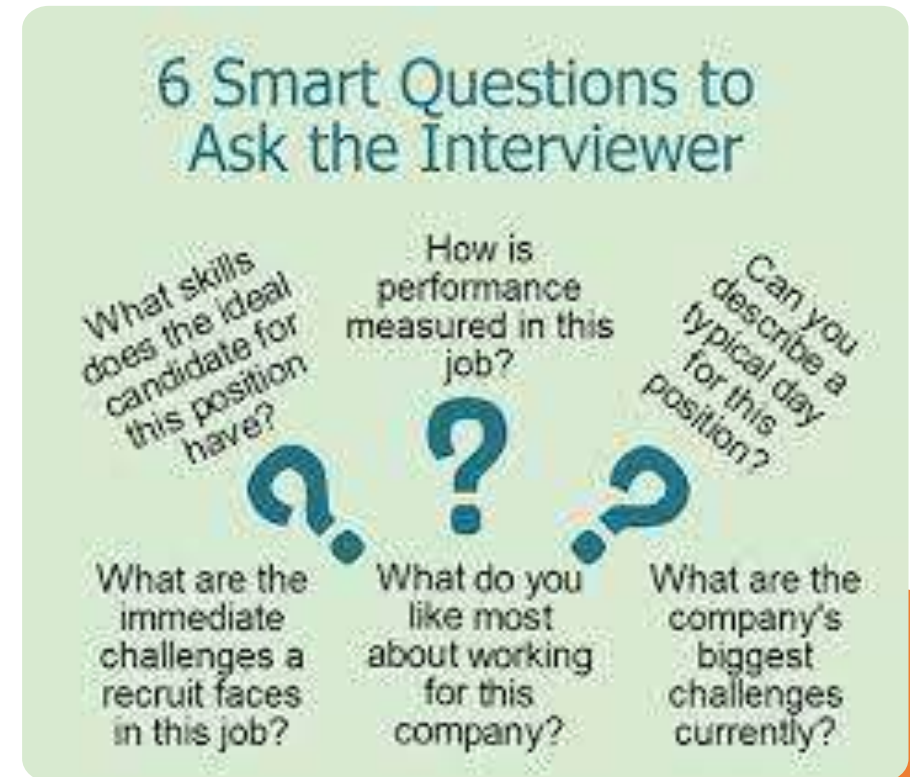 6 Smart Questions to
Ask the Interviewer
What skills
does the ideal
candidate for
this position
have?
How is
performance
measured in this
job?
Can you
describe a
typical day
for this
position?
What are the
immediate
challenges a
recruit faces
in this job?
What do you
like most
about working
for this
company?
What are the
company's
biggest
challenges
currently?